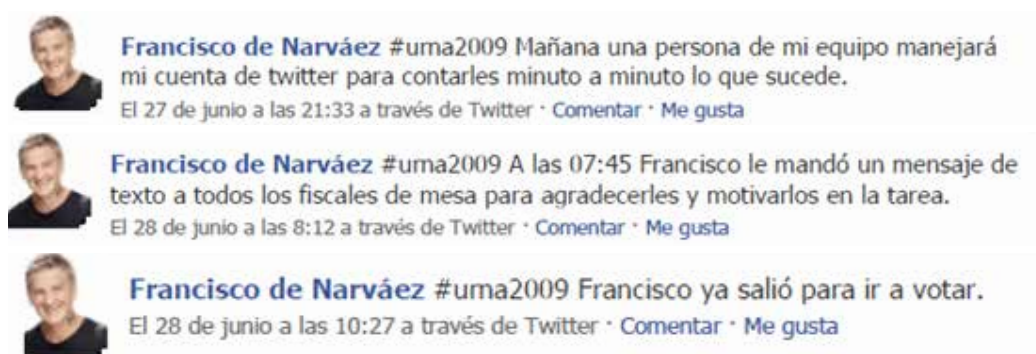 Francisco de Narváez #urna2009 Mañana una persona de mi equipo manejará
mi cuenta de twitter para contarles minuto a minuto lo que sucede.
El 27 de junio a las 21:33 a través de Twitter · Comentar · Me gusta
Francisco de Narváez #urna2009 A las 07:45 Francisco le mandó un mensaje de
texto a todos los fiscales de mesa para agradecerles y motivarlos en la tarea.
El 28 de junio a las 8:12 a través de Twitter · Comentar · Me gusta
Francisco de Narváez #urna2009 Francisco ya salió para ir a votar.
El 28 de junio a las 10:27 a través de Twitter · Comentar · Me gusta